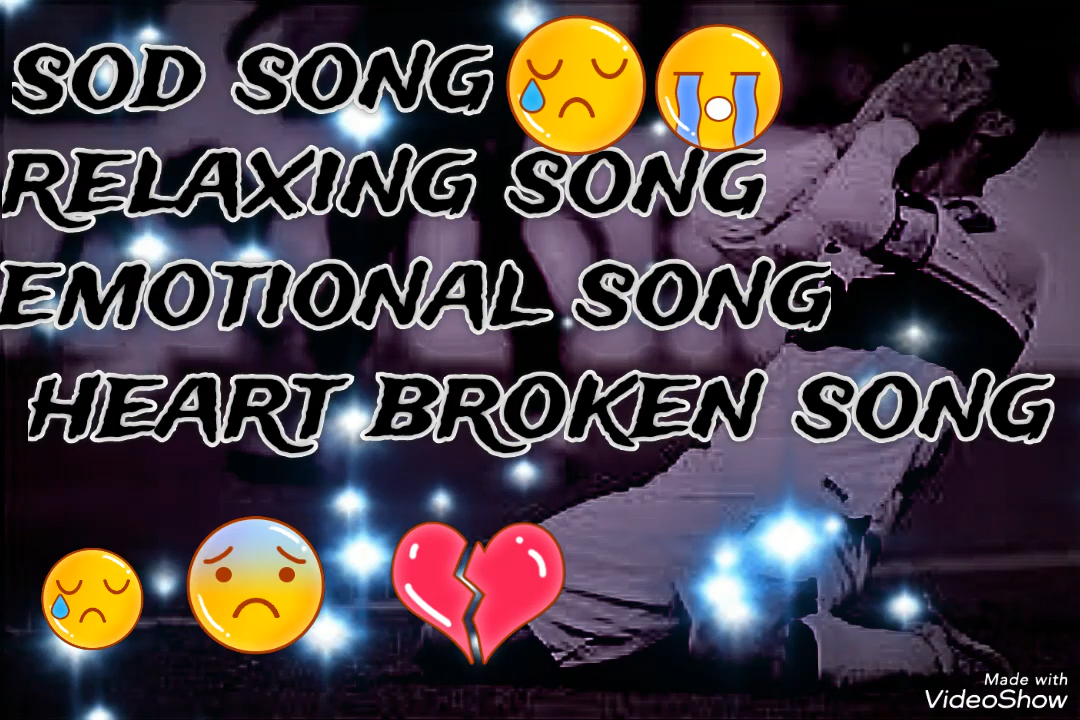 SOD SONG
RELAXING SONG
EMOTIONAL SONG
HEART BROKEN SONG
Made with
VideoShow